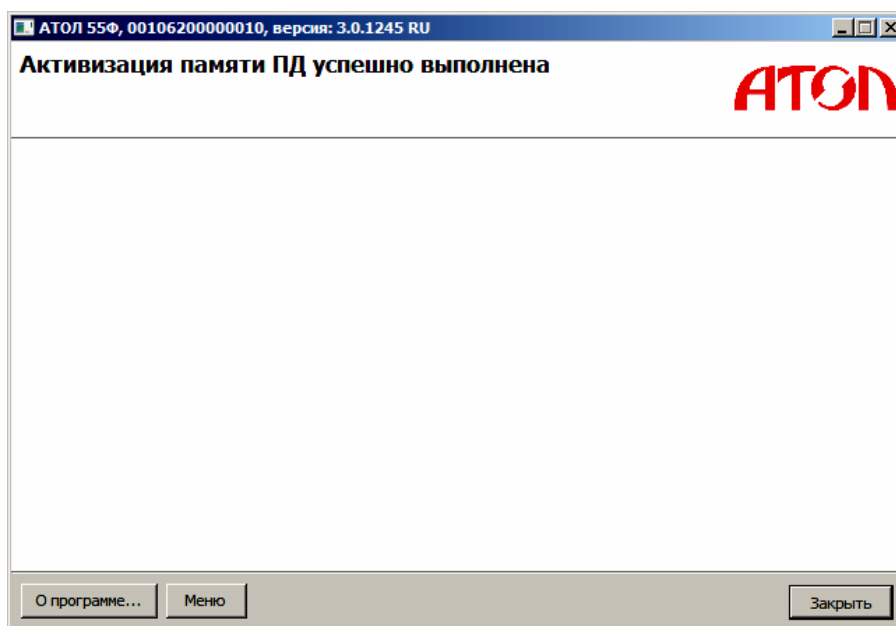 АТОЛ 55Ф, 00106200000010, версия: 3.0.1245 RU
Активизация памяти ПД успешно выполнена
АТОЛ
О программе...
Меню
Закрыть